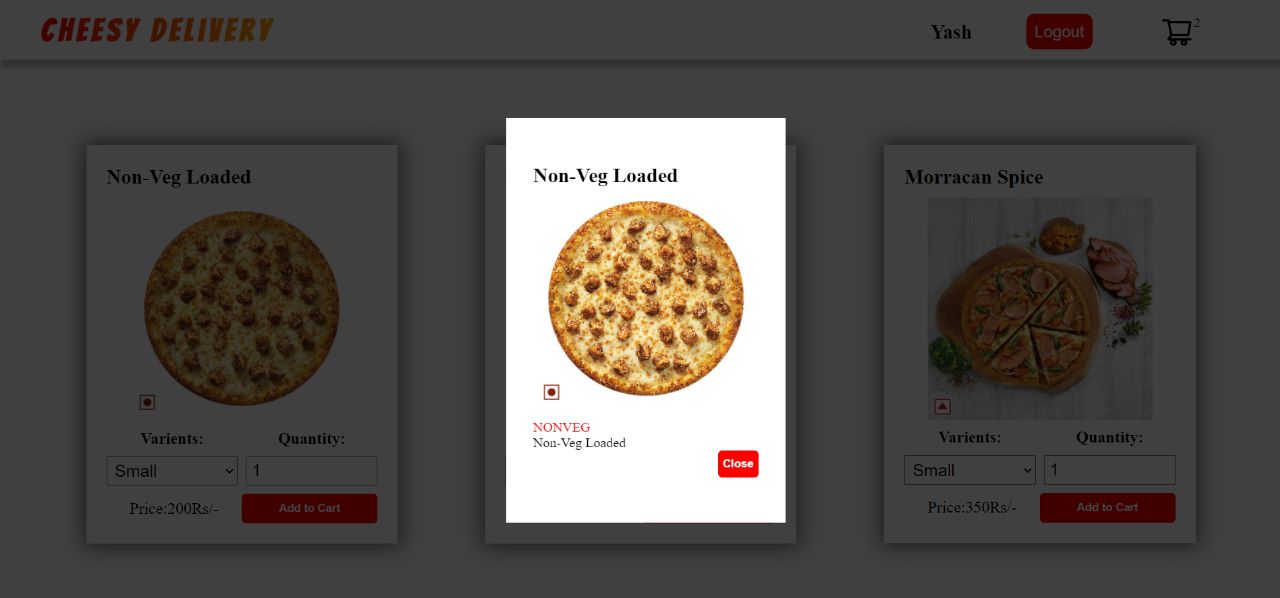 CHEESY DELIVERY
Yash
Logout
2
Non-Veg Loaded
Varients:
Quantity:
Small
1
Price:200Rs/-
Add to Cart
Non-Veg Loaded
NONVEG
Non-Veg Loaded
Close
Morracan Spice
Varients:
Quantity:
Small
1
Price:350Rs/-
Add to Cart